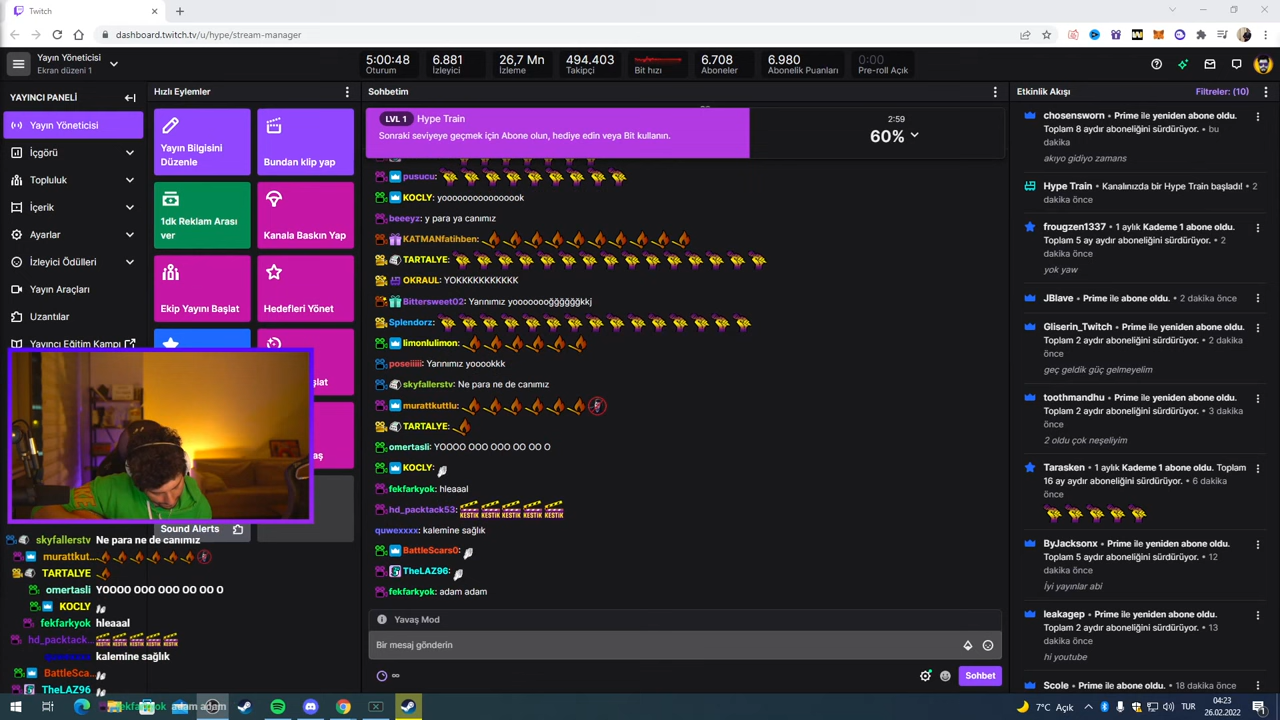 Twitch
dashboard.twitch.tv/u/hype/stream-manager
Yayın Yöneticisi
Ekran düzeni 1
5:00:48
Oturum
6.881
İzleyici
26,7 Mn
İzleme
494.403
Takipçi
Bit hızı
6.708
Aboneler
6.980
Abonelik Puanları
0:00
Pre-roll Açık
YAYINCI PANELİ
Yayın Yöneticisi
İçgörü
Topluluk
İçerik
Ayarlar
İzleyici Ödülleri
Yayın Araçları
Uzantılar
Yayıncı Eğitim Kampı
Hızlı Eylemler
Yayın Bilgisini
Düzenle
Bundan klip yap
1dk Reklam Arası
ver
Kanala Baskın Yap
Ekip Yayını Başlat
Hedefleri Yönet
Sound Alerts
Sohbetim
LVL 1 Hype Train
Sonraki seviyeye geçmek için Abone olun, hediye edin veya Bit kullanın.
2:59
60%
pusucu:
KOCLY: yoooooooooooooook
beeeyz: y para ya canımız
KATMANfatihben:
TARTALYE:
OKRAUL: YOKKKKKKKKKKK
Bittersweet02: Yarınımız yoooooooğğğğğğkkj
Splendorz:
limonlulimon:
poseiiiii: Yarınımız yoookkk
skyfallerstv: Ne para ne de canımız
murattkuttlu:
TARTALYE:
omertasli: YOOOO OOO OOO OO OO O
KOCLY:
fekfarkyok: hleaaal
hd_packtack53: KESTİK KESTİK KESTİK KESTİK KESTİK
quwexxxx: kalemine sağlık
BattleScars0:
TheLAZ96:
fekfarkyok: adam adam
Yavaş Mod
Bir mesaj gönderin
Sohbet
Etkinlik Akışı
Filtreler: (10)
chosensworn • Prime ile yeniden abone oldu.
Toplam 8 aydır aboneliğini sürdürüyor. • bu
dakika
akıyo gidiyo zamans
Hype Train • Kanalınızda bir Hype Train başladı! • 2
dakika önce
frougzen1337 • 1 aylık Kademe 1 abone oldu.
Toplam 5 ay aydır aboneliğini sürdürüyor. • 2
dakika önce
yok yaw
JBlave • Prime ile abone oldu. • 2 dakika önce
Gliserin_Twitch • Prime ile yeniden abone oldu.
Toplam 2 aydır aboneliğini sürdürüyor. • 2 dakika
önce
geç geldik güç gelmeyelim
toothmandhu • Prime ile yeniden abone oldu.
Toplam 2 aydır aboneliğini sürdürüyor. • 3 dakika
önce
2 oldu çok neşeliyim
Tarasken • 1 aylık Kademe 1 abone oldu. Toplam
16 ay aydır aboneliğini sürdürüyor. • 6 dakika
önce
ByJacksonx • Prime ile yeniden abone oldu.
Toplam 5 aydır aboneliğini sürdürüyor. • 12
dakika önce
İyi yayınlar abi
leakagep • Prime ile yeniden abone oldu.
Toplam 2 aydır aboneliğini sürdürüyor. • 13
dakika önce
hi youtube
Scole • Prime ile abone oldu. • 18 dakika önce
skyfallerstv Ne para ne de canımız
murattkut...
TARTALYE
omertasli YOOOO OOO OOO OO OO O
KOCLY
fekfarkyok hleaaal
hd_packtack... KESTİK KESTİK KESTİK KESTİK
kalemine sağlık
BattleSca...
TheLAZ96
fekfarkyok adam adam
7°C Açık
TUR
04:23
26.02.2022